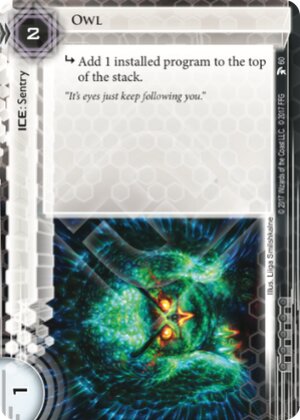 OWL
2
ICE: Sentry
↳ Add 1 installed program to the top
of the stack.
“It’s eyes just keep following you.”
60
© 2017 Wizards of the Coast LLC. © 2017 FFG
Illus. Liiga Smilshkalne
1